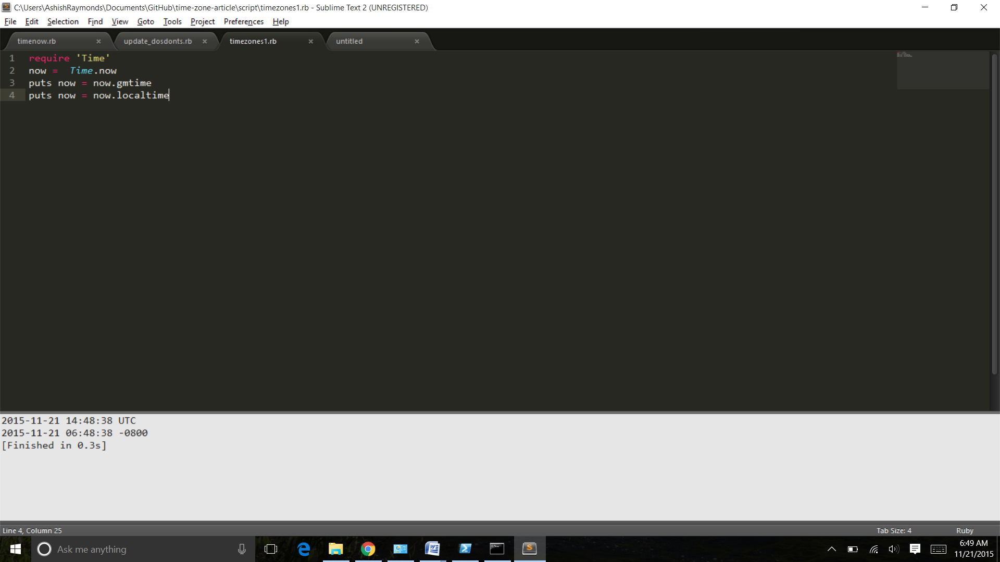 C:\Users\AshishRaymonds\Documents\GitHub\time-zone-article\script\timezones1.rb - Sublime Text 2 (UNREGISTERED)
File Edit Selection Find View Goto Tools Project Preferences Help
timenow.rb × update_dosdonts.rb × timezones1.rb × untitled ×
1 require 'Time'
2 now =  Time.now
3 puts now = now.gmtime
4 puts now = now.localtime
2015-11-21 14:48:38 UTC
2015-11-21 06:48:38 -0800
[Finished in 0.3s]
Line 4, Column 25 Tab Size: 4 Ruby
Ask me anything
6:49 AM
11/21/2015